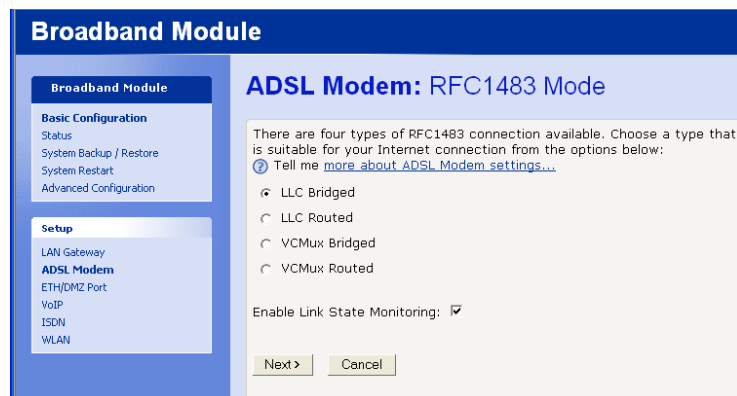 Broadband Module
Broadband Module
Basic Configuration
Status
System Backup / Restore
System Restart
Advanced Configuration
Setup
LAN Gateway
ADSL Modem
ETH/DMZ Port
VoIP
ISDN
WLAN
ADSL Modem: RFC1483 Mode
There are four types of RFC1483 connection available. Choose a type that
is suitable for your Internet connection from the options below:
? Tell me more about ADSL Modem settings...
LLC Bridged
LLC Routed
VCMux Bridged
VCMux Routed
Enable Link State Monitoring:
Next> Cancel